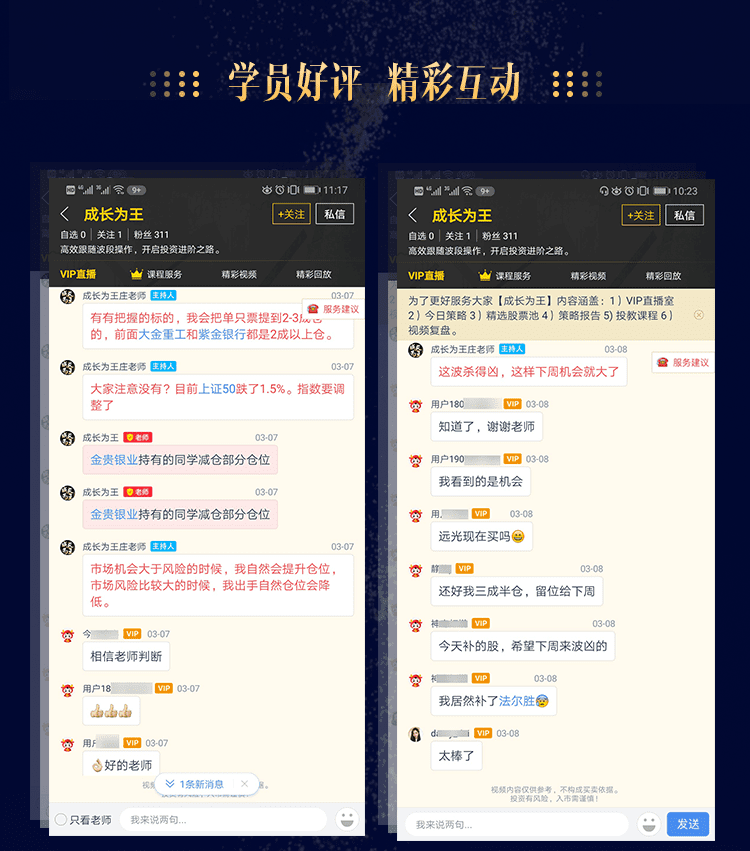 学员好评 精彩互动
HD 4G 3G 9+ 11:17
成长为王
+关注 私信
自选 0 关注 1 粉丝 311
高效跟随波段操作，开启投资进阶之路。
VIP直播 课程服务 精彩视频 精彩回放
成长为王庄老师 主持人 03-07
服务建议
有有把握的标的，我会把单只票提到2-3成仓
的，前面大金重工和紫金银行都是2成以上仓。
成长为王庄老师 主持人 03-07
大家注意没有？目前上证50跌了1.5%。指数要调
整了
成长为王 老师 03-07
金贵银业持有的同学减仓部分仓位
成长为王 老师 03-07
金贵银业持有的同学减仓部分仓位
成长为王庄老师 主持人 03-07
市场机会大于风险的时候，我自然会提升仓位，
市场风险比较大的时候，我出手自然仓位会降
低。
今 VIP 03-07
相信老师判断
用户18 VIP 03-07
👍👍👍
用户 VIP 03-07
👌好的老师
1条新消息
只看老师 我来说两句...
HD 4G 3G 9+ 10:23
成长为王
+关注 私信
自选 0 关注 1 粉丝 311
高效跟随波段操作，开启投资进阶之路。
VIP直播 课程服务 精彩视频 精彩回放
为了更好服务大家【成长为王】内容涵盖：1）VIP直播室
2）今日策略 3）精选股票池 4）策略报告 5) 投教课程 6）
视频复盘。
成长为王庄老师 主持人 03-08
服务建议
这波杀得凶，这样下周机会就大了
用户180 VIP 03-08
知道了，谢谢老师
用户190 VIP 03-08
我看到的是机会
用 VIP 03-08
远光现在买吗😄
静 VIP 03-08
还好我三成半仓，留位给下周
神 VIP 03-08
今天补的股，希望下周来波凶的
神 VIP 03-08
我居然补了法尔胜😰
VIP 03-08
太棒了
视频内容仅供参考，不构成买卖依据。
投资有风险，入市需谨慎！
我来说两句... 发送